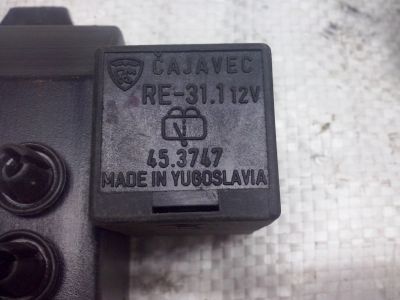 ČAJAVEC
RE-31.1 12V
45.3747
MADE IN YUGOSLAVIA